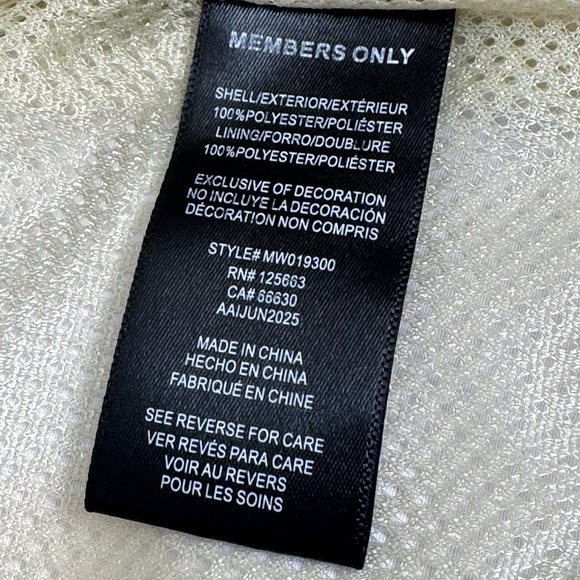 MEMBERS ONLY
SHELL/EXTERIOR/EXTÉRIEUR
100%POLYESTER/POLIÉSTER
LINING/FORRO/DOUBLURE
100%POLYESTER/POLIÉSTER
EXCLUSIVE OF DECORATION
NO INCLUYE LA DECORACIÓN
DÉCORATION NON COMPRIS
STYLE# MW019300
RN# 125663
CA# 66630
AAIJUN2025
MADE IN CHINA
HECHO EN CHINA
FABRIQUÉ EN CHINE
SEE REVERSE FOR CARE
VER REVÉS PARA CARE
VOIR AU REVERS
POUR LES SOINS